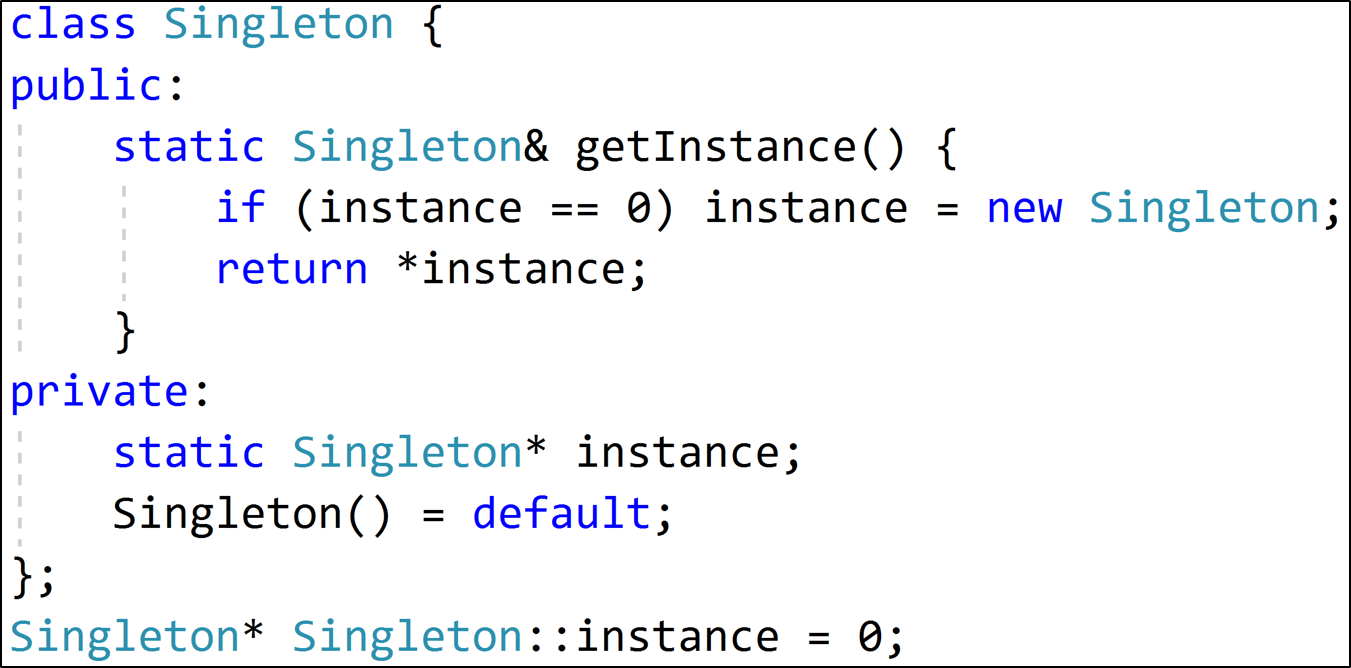 class Singleton {
public:
    static Singleton& getInstance() {
        if (instance == 0) instance = new Singleton;
        return *instance;
    }
private:
    static Singleton* instance;
    Singleton() = default;
};
Singleton* Singleton::instance = 0;